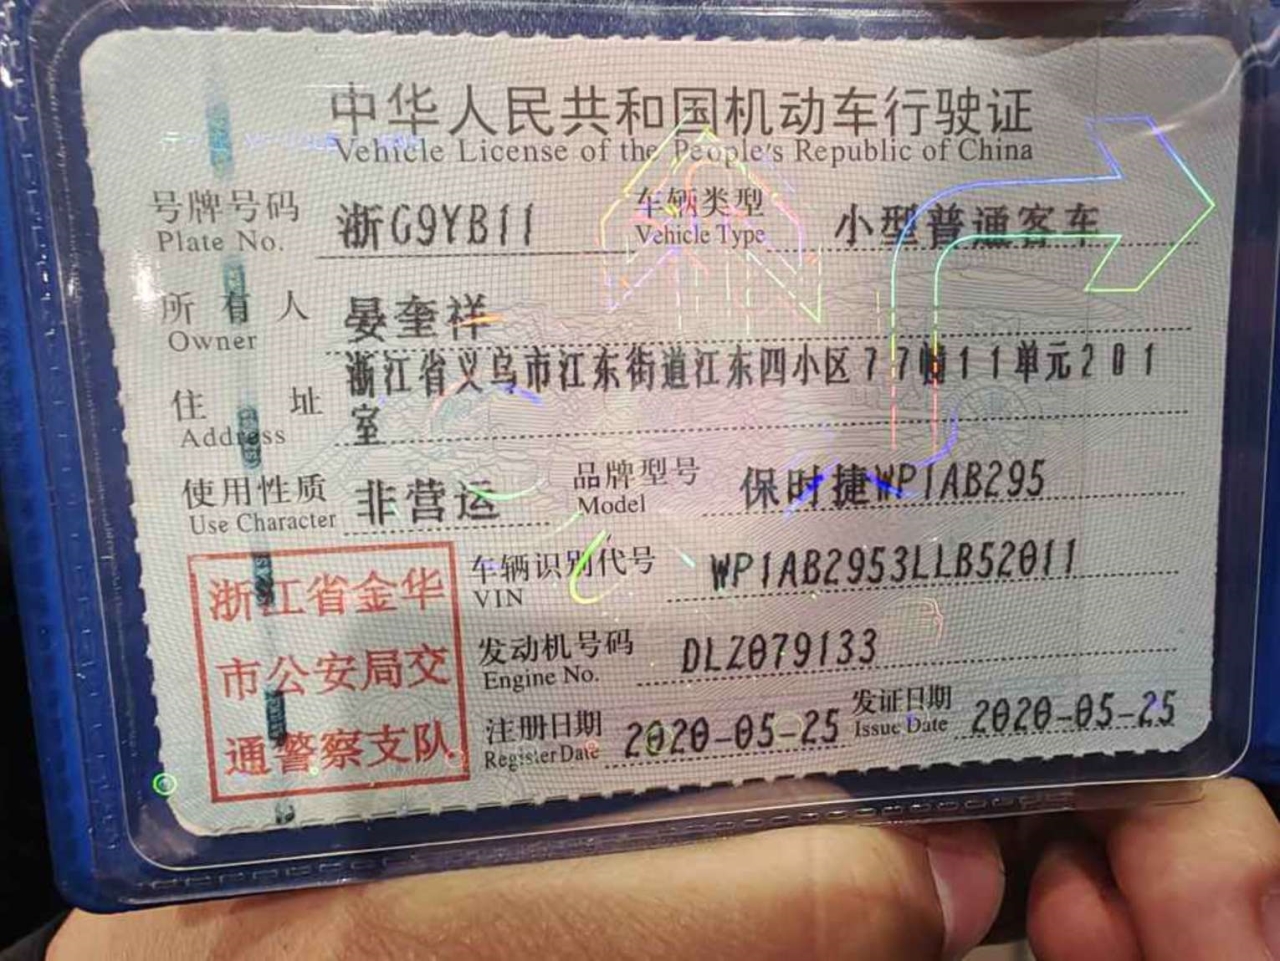 中华人民共和国机动车行驶证
Vehicle License of the People's Republic of China
号牌号码 浙G9YB11 车辆类型 小型普通客车
Plate No. Vehicle Type
所有人 晏奎祥
Owner
住址 浙江省义乌市江东街道江东四小区77幢11单元201
室
Address
使用性质 非营运 品牌型号 保时捷WP1AB295
Use Character Model
浙江省金华
市公安局交
通警察支队
车辆识别代号 WP1AB2953LLB52011
VIN
发动机号码 DLZ079133
Engine No.
注册日期 2020-05-25 发证日期 2020-05-25
Register Date Issue Date